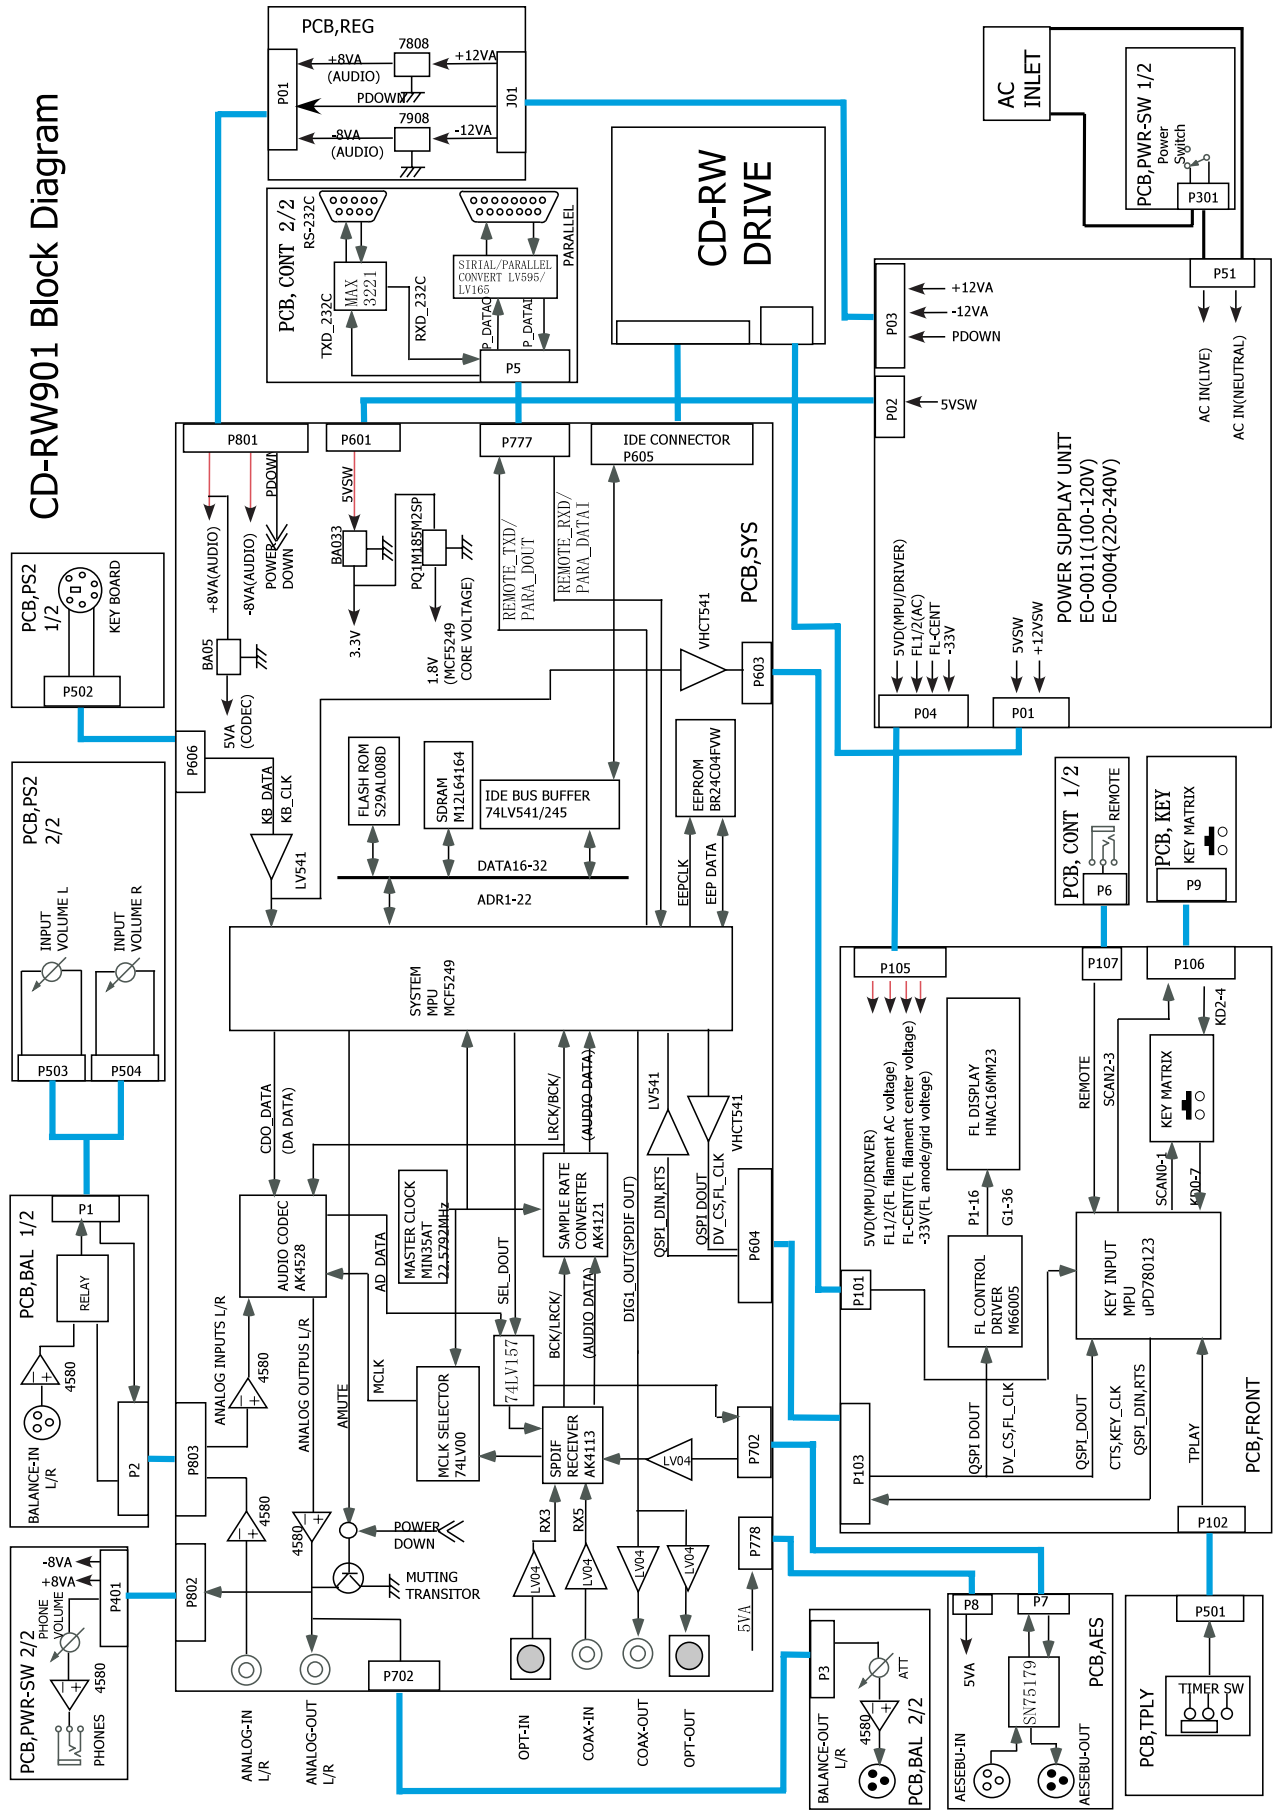 CD-RW901 Block Diagram
PCB,REG
P01
+8VA
(AUDIO)
7808
+12VA
PDOWN
J01
-8VA
(AUDIO)
7908
-12VA
PCB,CONT 2/2
RS-232C
MAX
3221
TXD_232C
RXD_232C
SIRIAL/PARALLEL
CONVERT LV595/
LV165
PARALLEL
P_DATAO
P_DATAI
P5
CD-RW
DRIVE
AC
INLET
PCB,PWR-SW 1/2
Power
Switch
P301
P51
AC IN(LIVE)
AC IN(NEUTRAL)
P03
+12VA
-12VA
PDOWN
P02
5VSW
POWER SUPPLAY UNIT
EO-0011(100-120V)
EO-0004(220-240V)
5VD(MPU/DRIVER)
FL1/2(AC)
FL-CENT
-33V
P04
5VSW
+12VSW
P01
PCB,PS2
1/2
KEY BOARD
P502
PCB,PS2
2/2
INPUT
VOLUME L
INPUT
VOLUME R
P503
P504
PCB,BAL 1/2
P1
RELAY
4580
BALANCE-IN
L/R
P2
PCB,PWR-SW 2/2
-8VA
+8VA
P401
PHONE
VOLUME
4580
PHONES
PCB,SYS
P801
+8VA(AUDIO)
-8VA(AUDIO)
PDOWN
POWER
DOWN
BA05
5VA
(CODEC)
P601
5VSW
BA033
3.3V
PQ1M185M2SP
1.8V
(MCF5249
CORE VOLTAGE)
P777
REMOTE_TXD/
PARA_DOUT
REMOTE_RXD/
PARA_DATAI
IDE CONNECTOR
P605
VHCT541
P603
P606
KB_DATA
KB_CLK
LV541
FLASH ROM
S29AL008D
SDRAM
M12L64164
IDE BUS BUFFER
74LV541/245
EEPROM
BR24C04FVW
DATA16-32
ADR1-22
EEPCLK
EEP DATA
SYSTEM
MPU
MCF5249
CDO_DATA
(DA DATA)
AUDIO CODEC
AK4528
AD_DATA
MASTER CLOCK
MIN35AT
22.5792MHz
SEL_DOUT
LRCK/BCK/
(AUDIO DATA)
SAMPLE RATE
CONVERTER
AK4121
BCK/LRCK/
(AUDIO DATA)
DIG1_OUT(SPDIF OUT)
LV541
VHCT541
QSPI_DIN,RTS
QSPI DOUT
DV_CS,FL_CLK
P604
ANALOG INPUTS L/R
4580
ANALOG OUTPUS L/R
AMUTE
MCLK
MCLK SELECTOR
74LV00
74LV157
SPDIF
RECEIVER
AK4113
LV04
P702
P803
4580
4580
POWER
DOWN
MUTING
TRANSITOR
RX3
RX5
LV04
LV04
LV04
LV04
P778
5VA
P802
P702
ANALOG-IN
L/R
ANALOG-OUT
L/R
OPT-IN
COAX-IN
COAX-OUT
OPT-OUT
PCB,CONT 1/2
REMOTE
P6
PCB,KEY
KEY MATRIX
P9
P105
P107
P106
5VD(MPU/DRIVER)
FL1/2(FL filament AC voltage)
FL-CENT(FL filament center voltage)
-33V(FL anode/grid voltege)
FL DISPLAY
HNAC16MM23
REMOTE
SCAN2-3
KD2-4
KEY MATRIX
SCAN0-1
KD0-7
P1-16
G1-36
P101
FL CONTROL
DRIVER
M66005
KEY INPUT
MPU
uPD780123
P103
QSPI DOUT
DV_CS,FL_CLK
QSPI_DOUT
CTS,KEY_CLK
QSPI_DIN,RTS
TPLAY
PCB,FRONT
P102
P3
ATT
4580
BALANCE-OUT
L/R
PCB,BAL 2/2
P8
5VA
P7
PCB,AES
SN75179
AESEBU-IN
AESEBU-OUT
P501
TIMER SW
PCB,TPLY